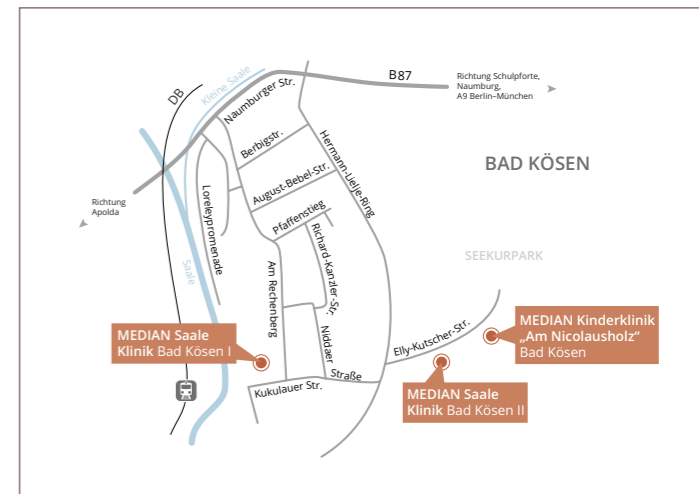 DB
Kleine Saale
Naumburger Str.
B87
Richtung Schulpforte,
Naumburg,
A9 Berlin–München
Berbigstr.
Hermann-Lielje-Ring
BAD KÖSEN
August-Bebel-Str.
Loreleypromenade
Richtung
Apolda
Pfaffenstieg
Richard-Kanzler-Str.
Saale
Am Rechenberg
SEEKURPARK
MEDIAN Saale
Klinik Bad Kösen I
Niddaer
Straße
Elly-Kutscher-Str.
MEDIAN Kinderklinik
„Am Nicolausholz“
Bad Kösen
Kukulauer Str.
MEDIAN Saale
Klinik Bad Kösen II